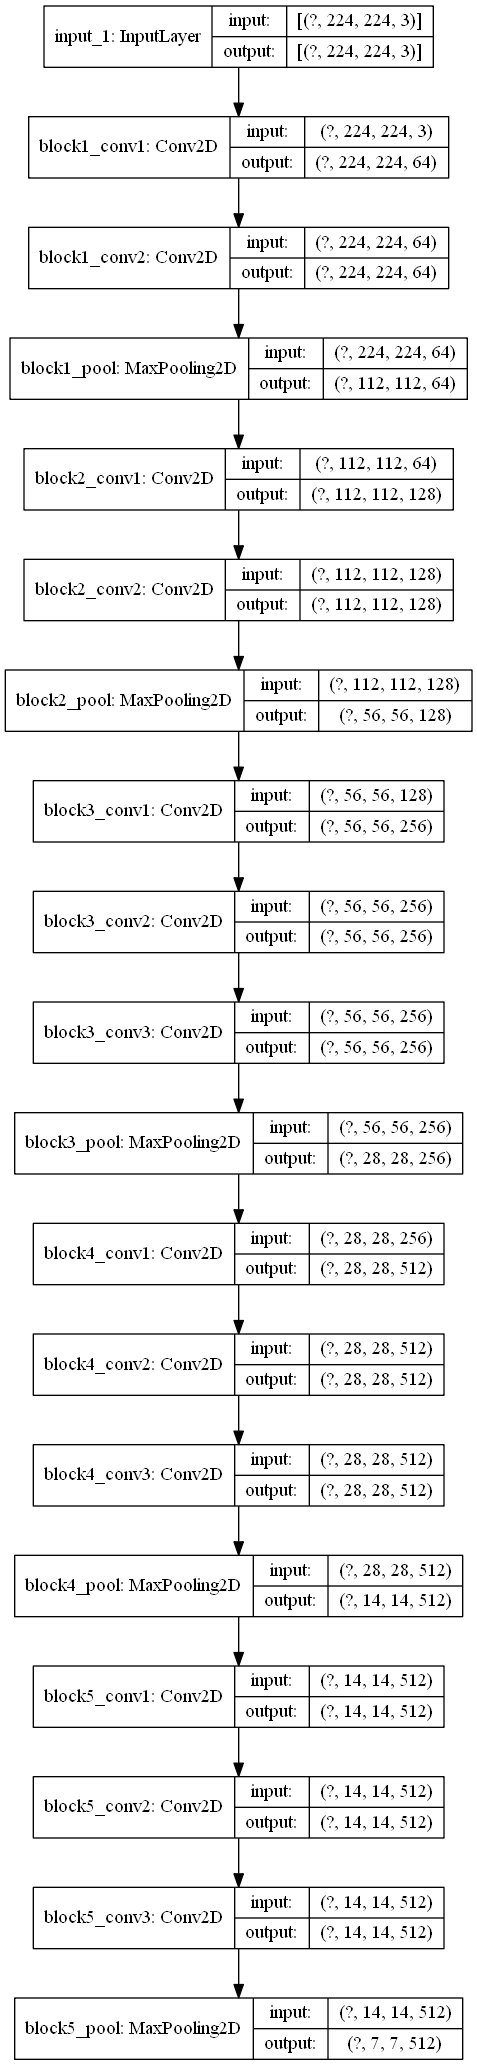 input_1: InputLayer
input: [(?, 224, 224, 3)]
output: [(?, 224, 224, 3)]
block1_conv1: Conv2D
input: (?, 224, 224, 3)
output: (?, 224, 224, 64)
block1_conv2: Conv2D
input: (?, 224, 224, 64)
output: (?, 224, 224, 64)
block1_pool: MaxPooling2D
input: (?, 224, 224, 64)
output: (?, 112, 112, 64)
block2_conv1: Conv2D
input: (?, 112, 112, 64)
output: (?, 112, 112, 128)
block2_conv2: Conv2D
input: (?, 112, 112, 128)
output: (?, 112, 112, 128)
block2_pool: MaxPooling2D
input: (?, 112, 112, 128)
output: (?, 56, 56, 128)
block3_conv1: Conv2D
input: (?, 56, 56, 128)
output: (?, 56, 56, 256)
block3_conv2: Conv2D
input: (?, 56, 56, 256)
output: (?, 56, 56, 256)
block3_conv3: Conv2D
input: (?, 56, 56, 256)
output: (?, 56, 56, 256)
block3_pool: MaxPooling2D
input: (?, 56, 56, 256)
output: (?, 28, 28, 256)
block4_conv1: Conv2D
input: (?, 28, 28, 256)
output: (?, 28, 28, 512)
block4_conv2: Conv2D
input: (?, 28, 28, 512)
output: (?, 28, 28, 512)
block4_conv3: Conv2D
input: (?, 28, 28, 512)
output: (?, 28, 28, 512)
block4_pool: MaxPooling2D
input: (?, 28, 28, 512)
output: (?, 14, 14, 512)
block5_conv1: Conv2D
input: (?, 14, 14, 512)
output: (?, 14, 14, 512)
block5_conv2: Conv2D
input: (?, 14, 14, 512)
output: (?, 14, 14, 512)
block5_conv3: Conv2D
input: (?, 14, 14, 512)
output: (?, 14, 14, 512)
block5_pool: MaxPooling2D
input: (?, 14, 14, 512)
output: (?, 7, 7, 512)